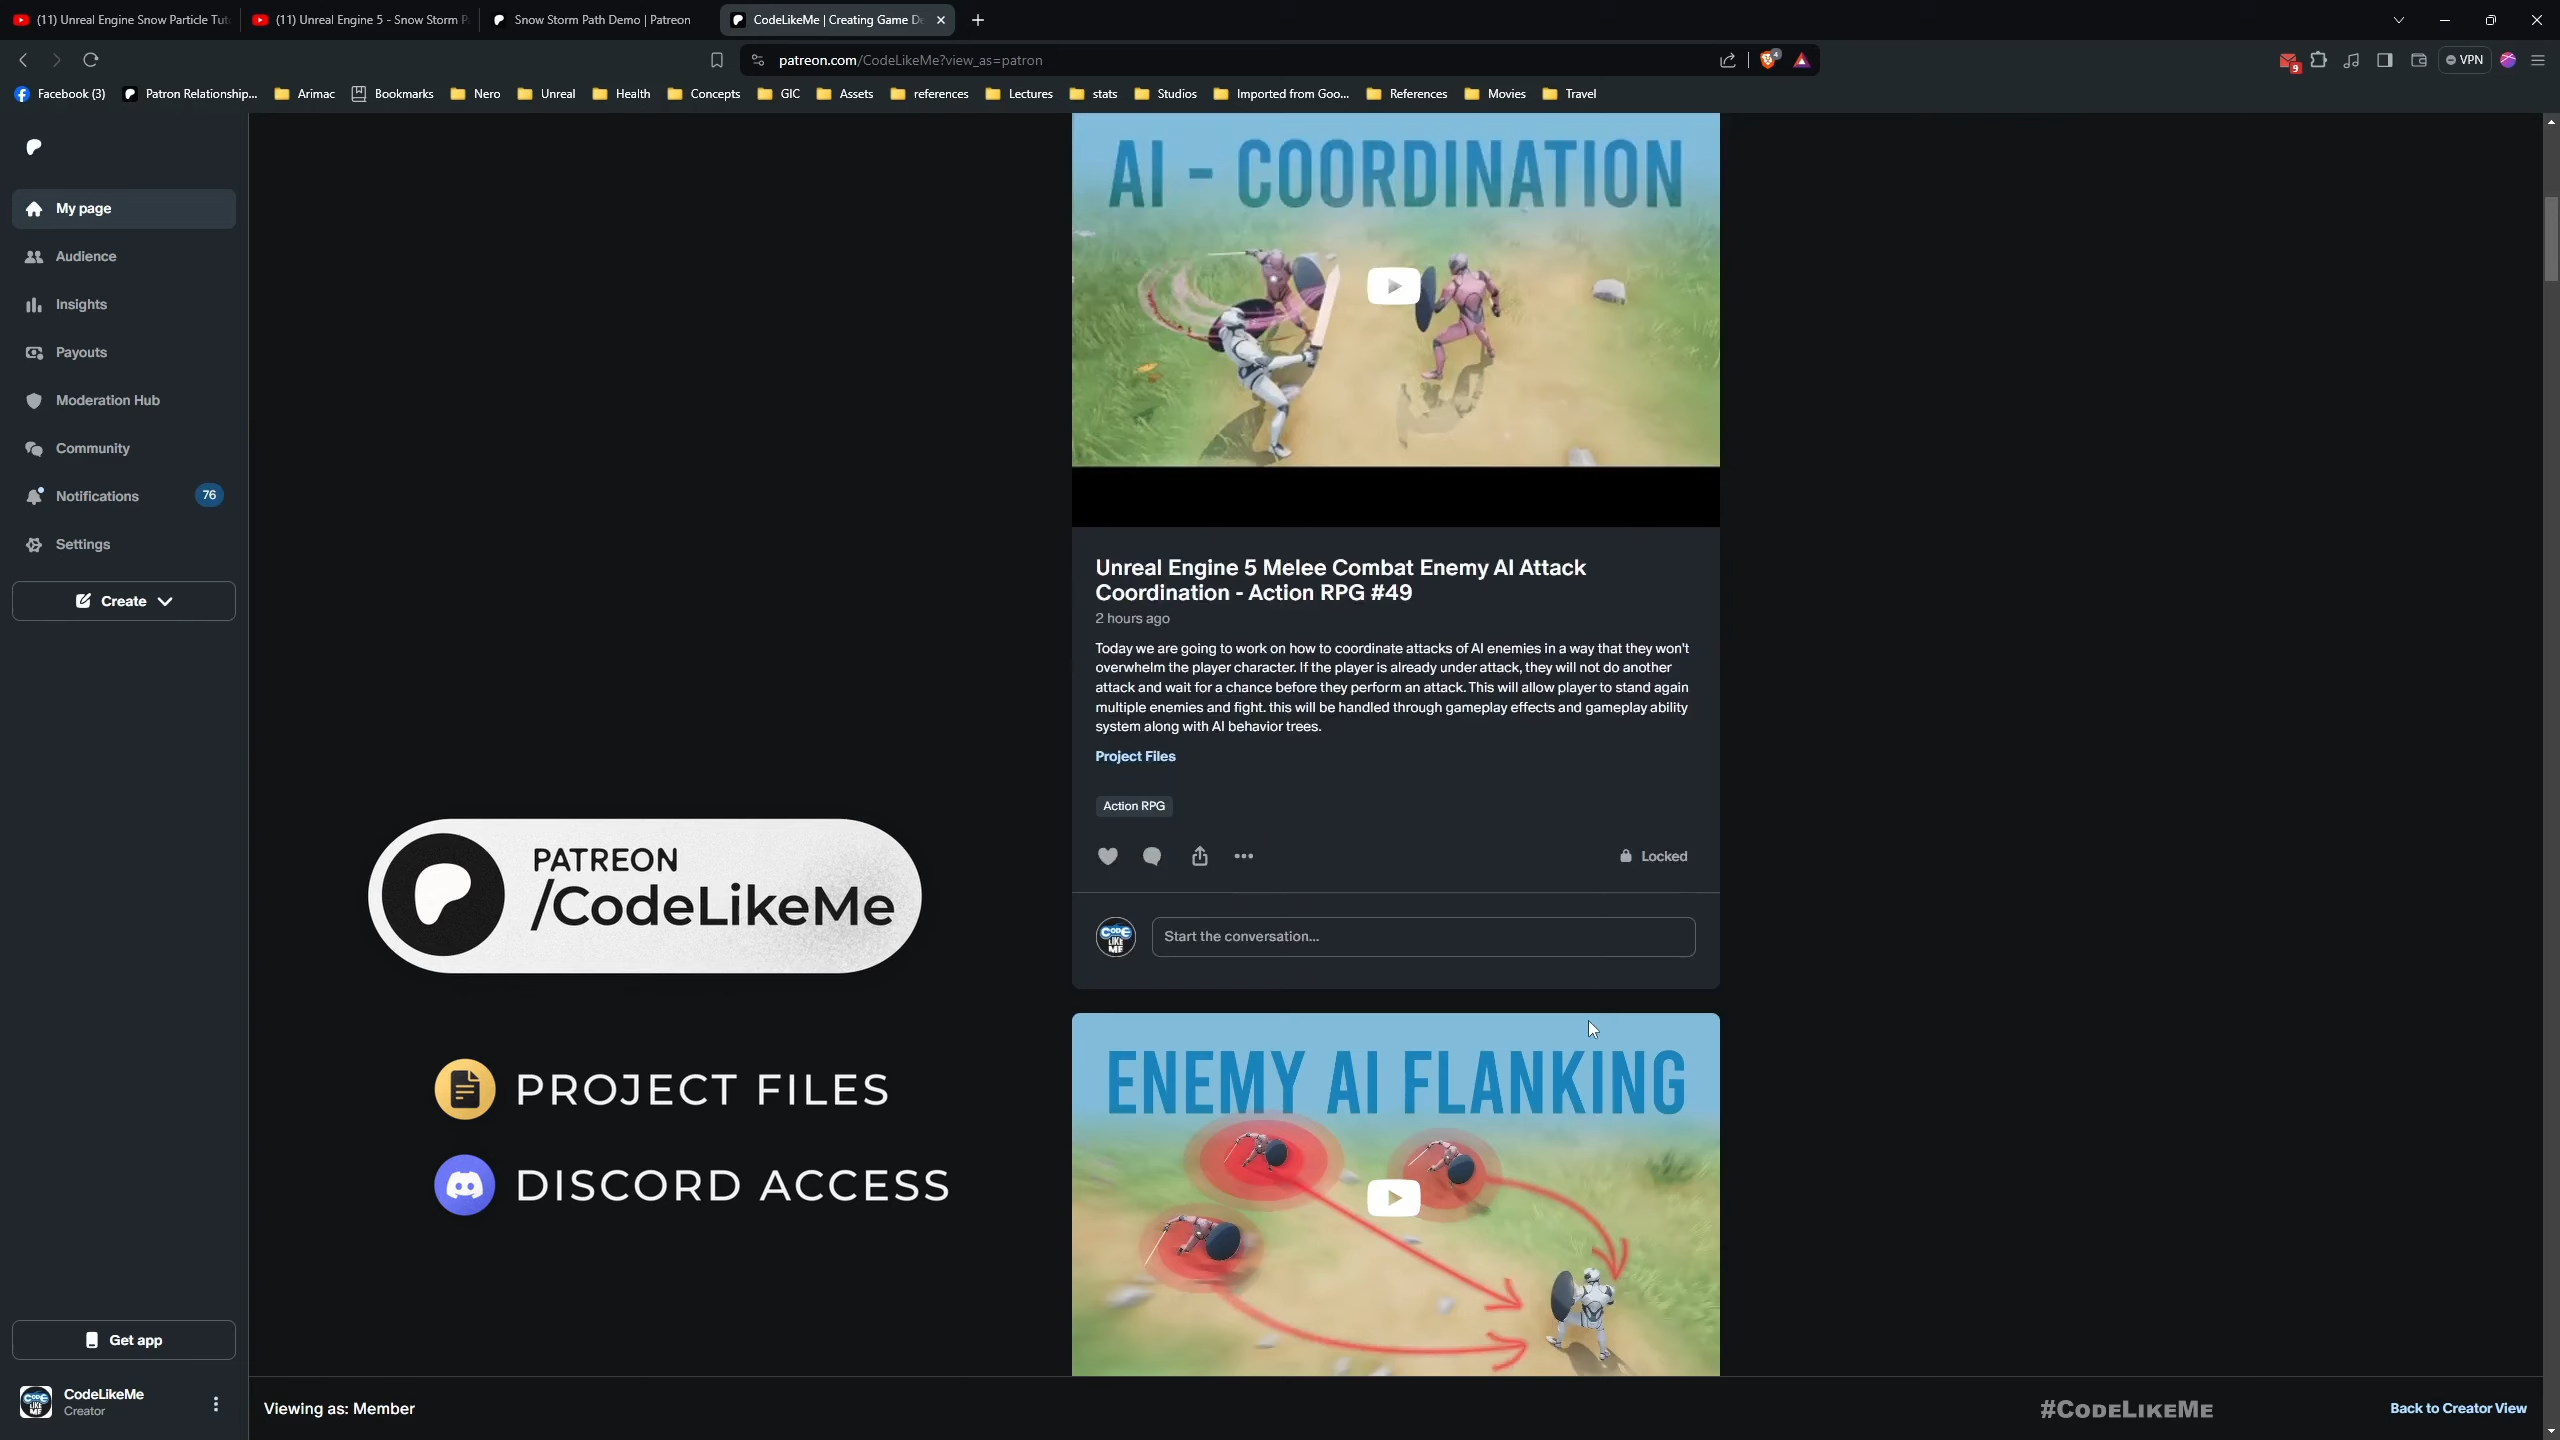 (11) Unreal Engine Snow Particle Tut
(11) Unreal Engine 5 - Snow Storm P
Snow Storm Path Demo | Patreon
CodeLikeMe | Creating Game De
patreon.com/CodeLikeMe?view_as=patron
4
9
VPN
Facebook (3)
Patron Relationship...
Arimac
Bookmarks
Nero
Unreal
Health
Concepts
GIC
Assets
references
Lectures
stats
Studios
Imported from Goo...
References
Movies
Travel
My page
Audience
Insights
Payouts
Moderation Hub
Community
Notifications
76
Settings
Create
AI - COORDINATION
Unreal Engine 5 Melee Combat Enemy AI Attack
Coordination - Action RPG #49
2 hours ago
Today we are going to work on how to coordinate attacks of AI enemies in a way that they won't
overwhelm the player character. If the player is already under attack, they will not do another
attack and wait for a chance before they perform an attack. This will allow player to stand again
multiple enemies and fight. this will be handled through gameplay effects and gameplay ability
system along with AI behavior trees.
Project Files
Action RPG
Locked
CODE
LIKE
ME
Start the conversation...
PATREON
/CodeLikeMe
PROJECT FILES
DISCORD ACCESS
ENEMY AI FLANKING
Get app
CODE
LIKE
ME
CodeLikeMe
Creator
Viewing as: Member
#CODELIKEME
Back to Creator View